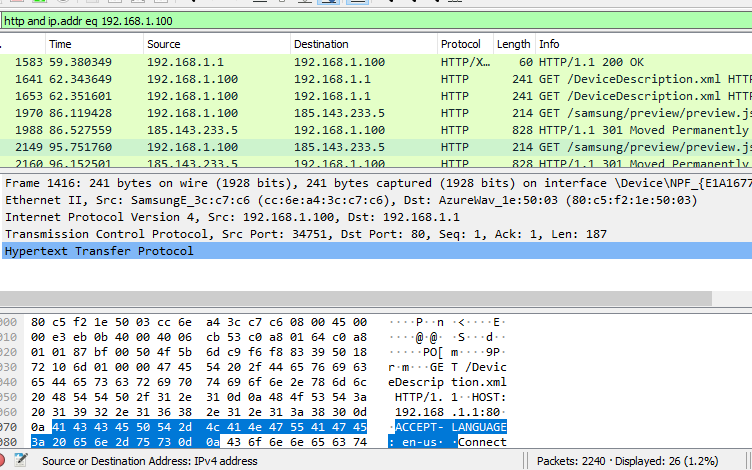 http and ip.addr eq 192.168.1.100
. Time Source Destination Protocol Length Info
1583 59.380349 192.168.1.1 192.168.1.100 HTTP/X… 60 HTTP/1.1 200 OK
1641 62.343649 192.168.1.100 192.168.1.1 HTTP 241 GET /DeviceDescription.xml HTT
1653 62.351601 192.168.1.100 192.168.1.1 HTTP 241 GET /DeviceDescription.xml HTT
1970 86.119428 192.168.1.100 185.143.233.5 HTTP 214 GET /samsung/preview/preview.js
1988 86.527559 185.143.233.5 192.168.1.100 HTTP 828 HTTP/1.1 301 Moved Permanently
2149 95.751760 192.168.1.100 185.143.233.5 HTTP 214 GET /samsung/preview/preview.js
2160 96.152501 185.143.233.5 192.168.1.100 HTTP 828 HTTP/1.1 301 Moved Permanently
Frame 1416: 241 bytes on wire (1928 bits), 241 bytes captured (1928 bits) on interface \Device\NPF_{E1A1677
Ethernet II, Src: SamsungE_3c:c7:c6 (cc:6e:a4:3c:c7:c6), Dst: AzureWav_1e:50:03 (80:c5:f2:1e:50:03)
Internet Protocol Version 4, Src: 192.168.1.100, Dst: 192.168.1.1
Transmission Control Protocol, Src Port: 34751, Dst Port: 80, Seq: 1, Ack: 1, Len: 187
Hypertext Transfer Protocol
000 80 c5 f2 1e 50 03 cc 6e a4 3c c7 c6 08 00 45 00 ····P··n ·<····E·
010 00 e3 eb 0b 40 00 40 06 cb 53 c0 a8 01 64 c0 a8 ····@·@· ·S···d··
020 01 01 87 bf 00 50 4f 5b 6d c9 f6 f8 83 39 50 18 ·····PO[ m····9P·
030 72 10 6d 01 00 00 47 45 54 20 2f 44 65 76 69 63 r·m···GE T /Devic
040 65 44 65 73 63 72 69 70 74 69 6f 6e 2e 78 6d 6c eDescrip tion.xml
050 20 48 54 54 50 2f 31 2e 31 0d 0a 48 4f 53 54 3a HTTP/1. 1··HOST:
060 20 31 39 32 2e 31 36 38 2e 31 2e 31 3a 38 30 0d 192.168 .1.1:80·
070 0a 41 43 43 45 50 54 2d 4c 41 4e 47 55 41 47 45 ·ACCEPT- LANGUAGE
080 3a 20 65 6e 2d 75 73 0d 0a 43 6f 6e 6e 65 63 74 : en-us· ·Connect
Source or Destination Address: IPv4 address Packets: 2240 · Displayed: 26 (1.2%)